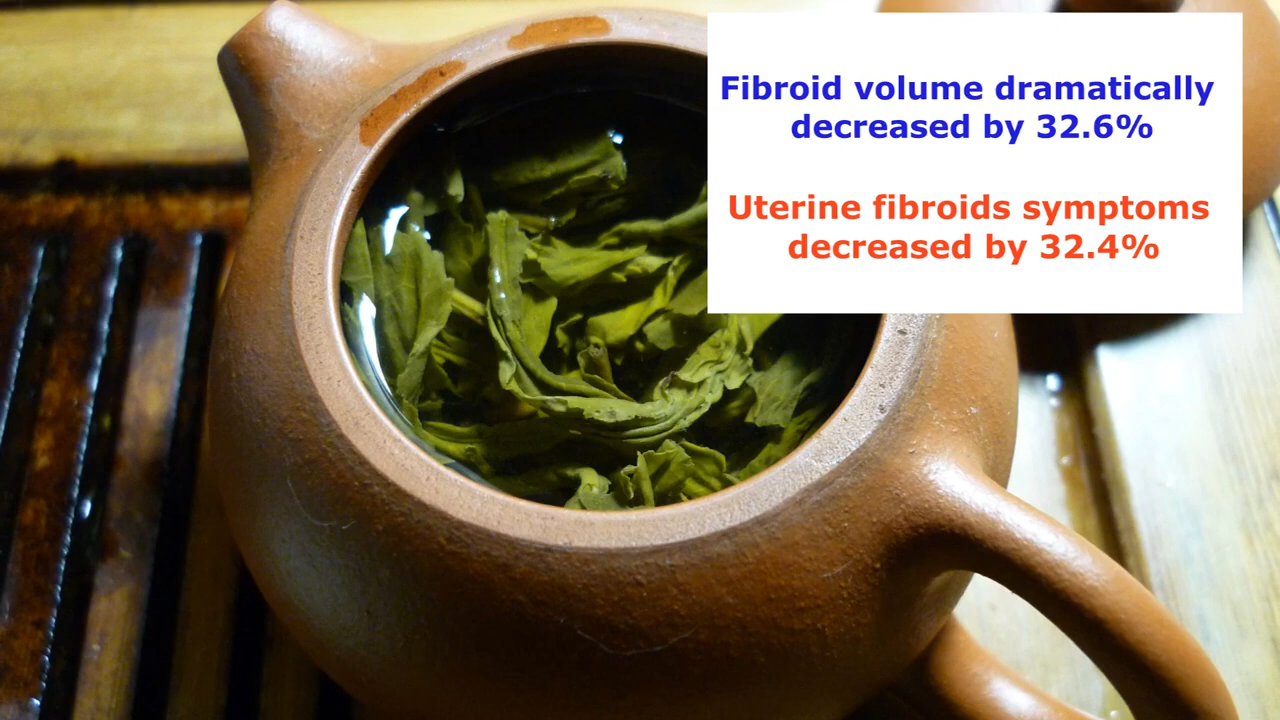 Fibroid volume dramatically
decreased by 32.6%
Uterine fibroids symptoms
decreased by 32.4%